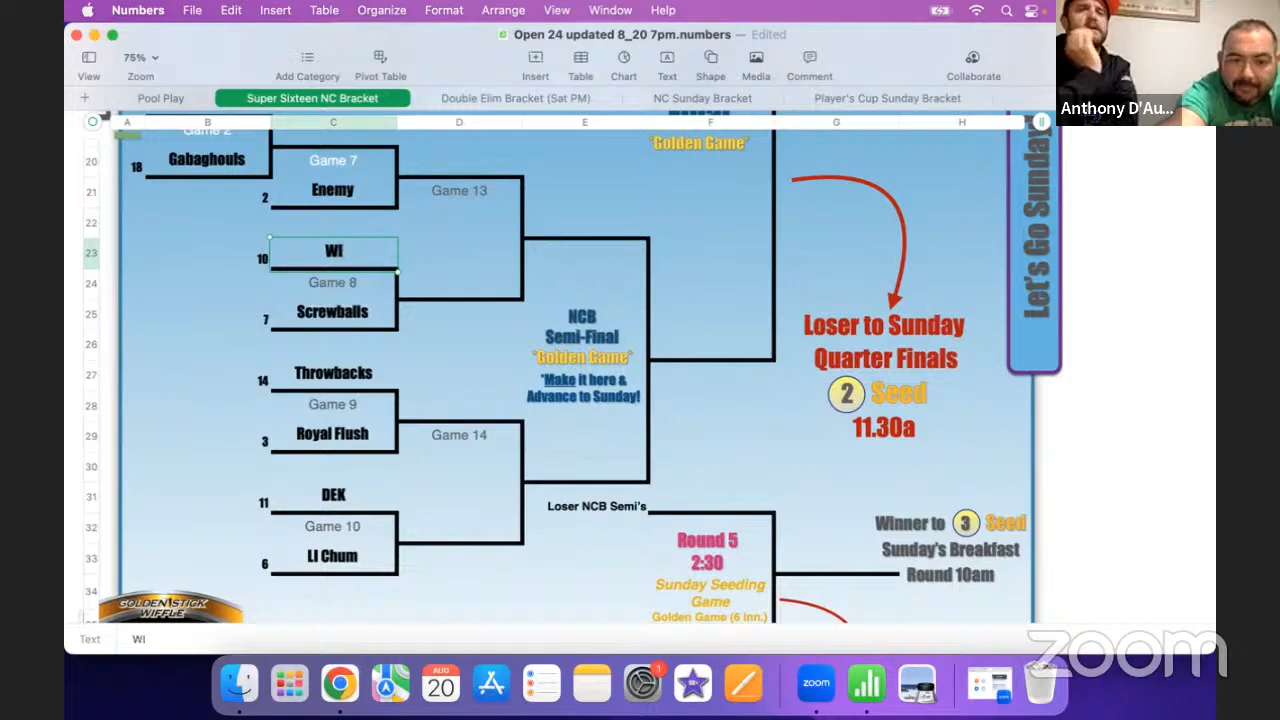 Numbers File Edit Insert Table Organize Format Arrange View Window Help
Open 24 updated 8_20 7pm.numbers — Edited
75%
View Zoom Add Category Pivot Table Insert Table Chart Text Shape Media Comment Collaborate
Pool Play Super Sixteen NC Bracket Double Elim Bracket (Sat PM) NC Sunday Bracket Player's Cup Sunday Bracket
A B C D E F G H
Anthony D'Au...
Game 2
"Golden Game"
20 18 Gabaghouls Game 7
21 2 Enemy Game 13
22
23 10 WI
24 Game 8
25 7 Screwballs
26
27 14 Throwbacks
28 Game 9
29 3 Royal Flush Game 14
30
31 11 DEK
32 Game 10
33 6 LI Chum
34
NCB
Semi-Final
"Golden Game"
*Make it here &
Advance to Sunday!
Loser NCB Semi's
Round 5
2:30
Sunday Seeding
Game
Golden Game (6 Inn.)
Loser to Sunday
Quarter Finals
2 Seed
11.30a
Winner to 3 Seed
Sunday's Breakfast
Round 10am
Let's Go Sunday
GOLDEN STICK
WIFFLE
Text WI
zoom
AUG
20
1
zoom